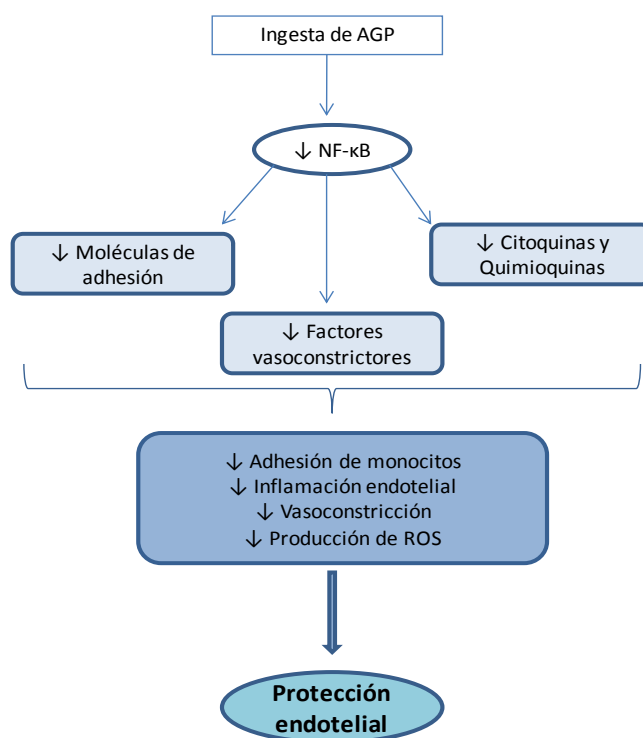 Ingesta de AGP
↓ NF-κB
↓ Moléculas de
adhesión
↓ Citoquinas y
Quimioquinas
↓ Factores
vasoconstrictores
↓ Adhesión de monocitos
↓ Inflamación endotelial
↓ Vasoconstricción
↓ Producción de ROS
Protección
endotelial